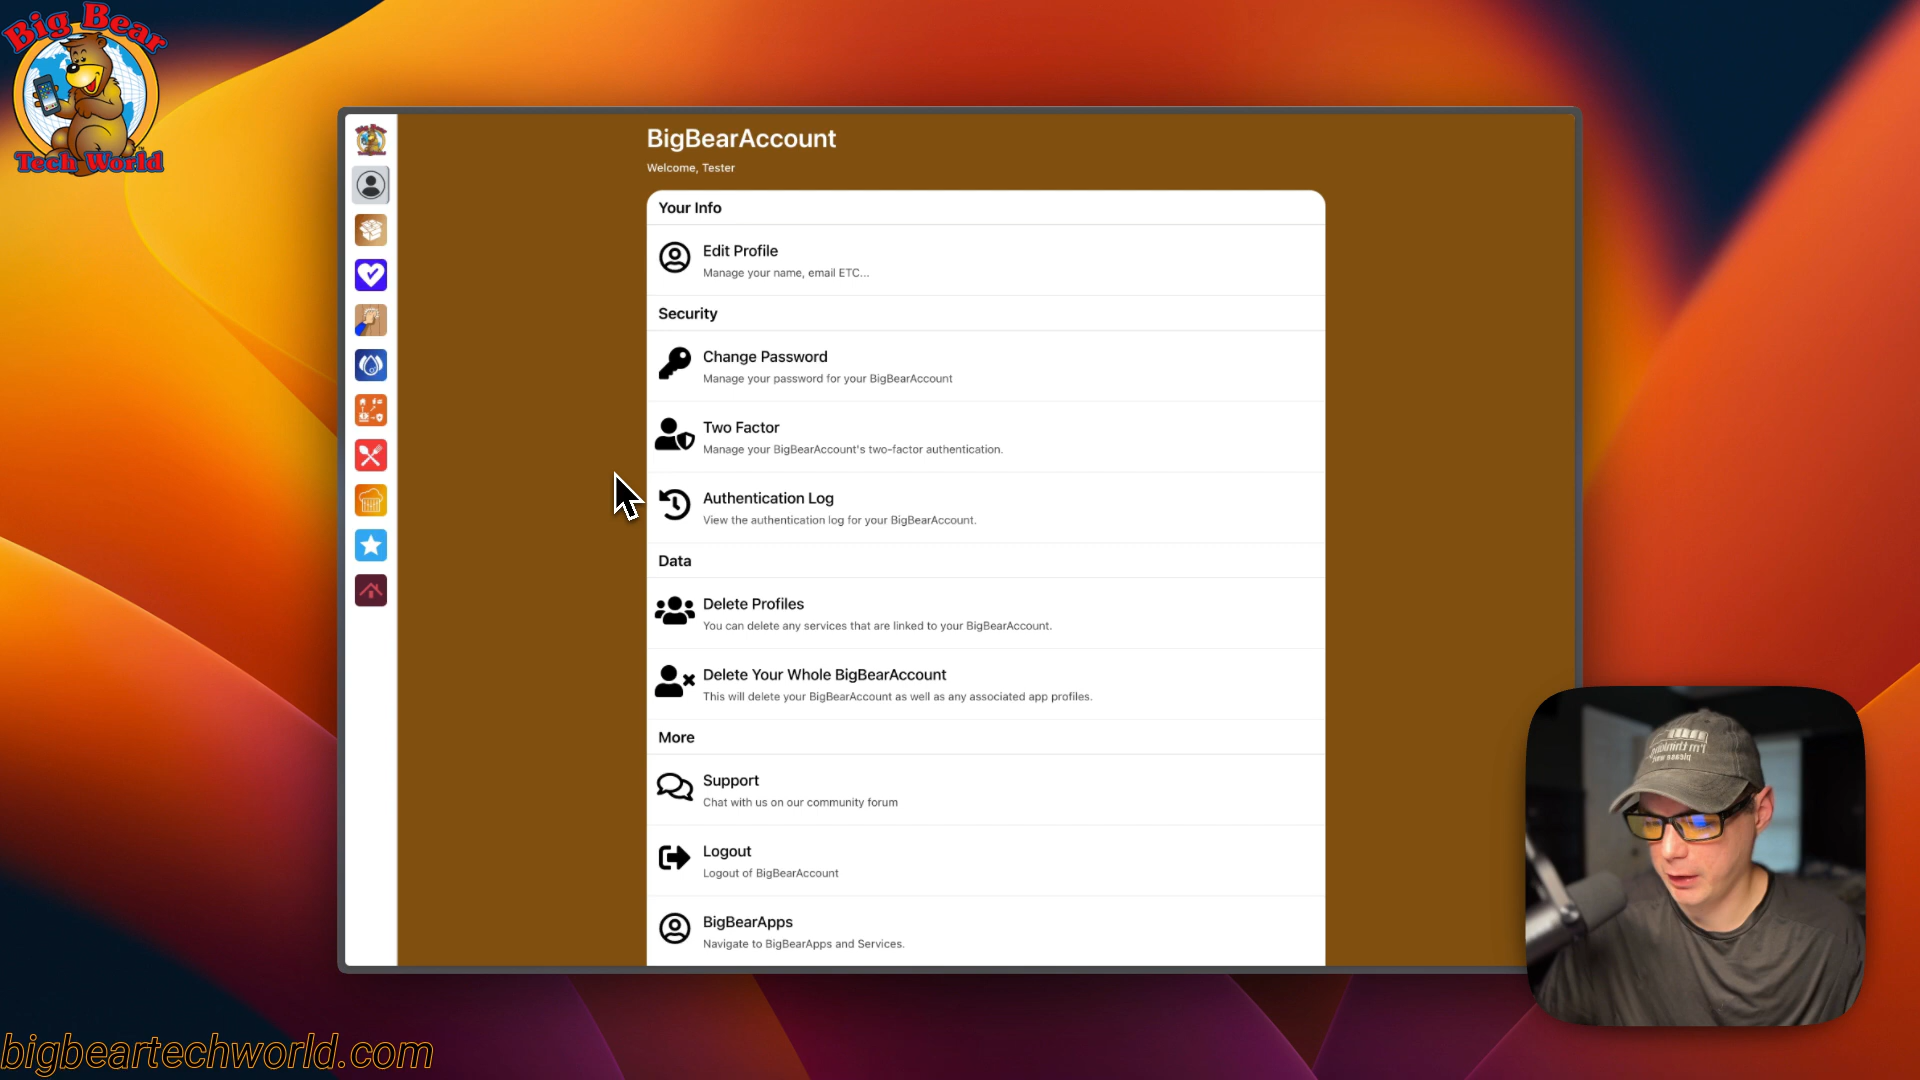 Big Bear
Tech World
BigBearAccount
Welcome, Tester
Your Info
Edit Profile
Manage your name, email ETC...
Security
Change Password
Manage your password for your BigBearAccount
Two Factor
Manage your BigBearAccount's two-factor authentication.
Authentication Log
View the authentication log for your BigBearAccount.
Data
Delete Profiles
You can delete any services that are linked to your BigBearAccount.
Delete Your Whole BigBearAccount
This will delete your BigBearAccount as well as any associated app profiles.
More
Support
Chat with us on our community forum
Logout
Logout of BigBearAccount
BigBearApps
Navigate to BigBearApps and Services.
I'm thinking
please wait
bigbeartechworld.com